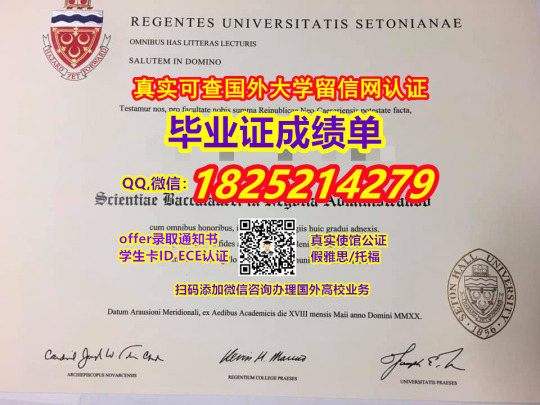 HAZARD ZET FORWARD
REGENTES UNIVERSITATIS SETONIANAE
OMNIBUS HAS LITTERAS LECTURIS
SALUTEM IN DOMINO
真实可查国外大学留信网认证
Testamur nos, pro facultate nobis summa Reipublicae Neo-Caesariensis potestate facta,
毕业证成绩单
QQ,微信: 1825214279
Scientiae Baccalaurei in
cum omnibus honoribus, huic gradui adnexis.
offer录取通知书
学生卡ID,ECE认证
真实使馆公证
假雅思/托福
扫码添加微信咨询办理国外高校业务
SETON HALL UNIVERSITY
1856
Datum Arausioni Meridionali, ex Aedibus Academicis die XVIII mensis Maii anno Domini MMXX.
ARCHIEPISCOPUS NOVARCENSIS
REGENTIUM COLLEGII PRAESES
UNIVERSITATIS PRAESES